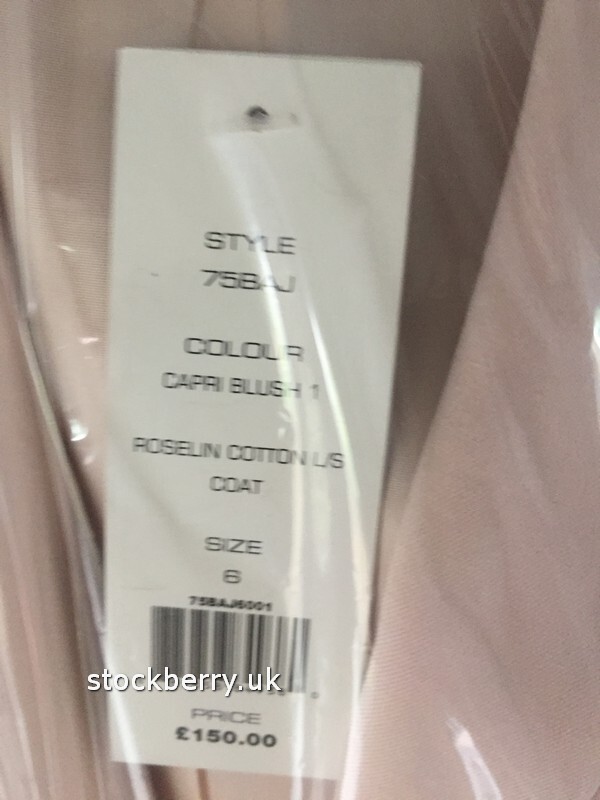 STYLE
75BAJ
COLOUR
CAPRI BLUSH 1
ROSELIN COTTON L/S
COAT
SIZE
6
75BAJ6001
stockberry.uk
PRICE
£150.00